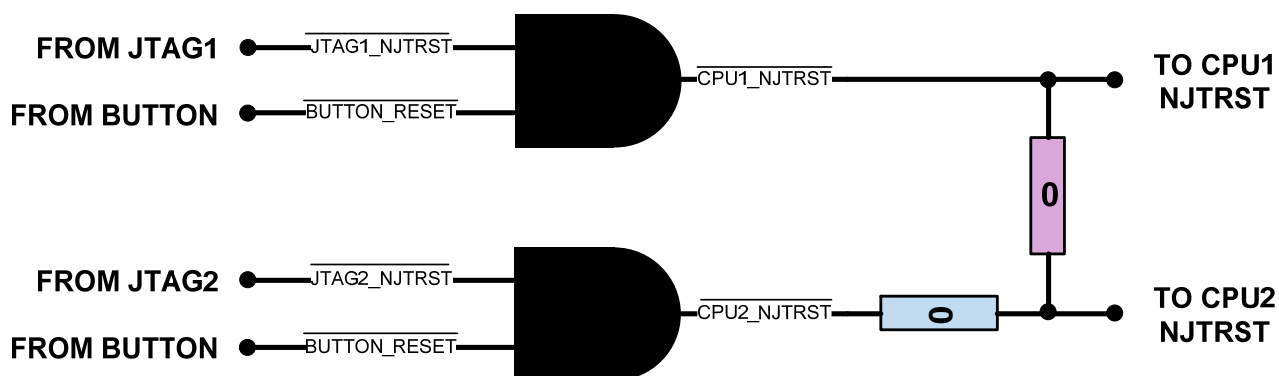 FROM JTAG1
JTAG1_NJTRST
FROM BUTTON
BUTTON_RESET
CPU1_NJTRST
TO CPU1
NJTRST
0
FROM JTAG2
JTAG2_NJTRST
FROM BUTTON
BUTTON_RESET
CPU2_NJTRST
0
TO CPU2
NJTRST